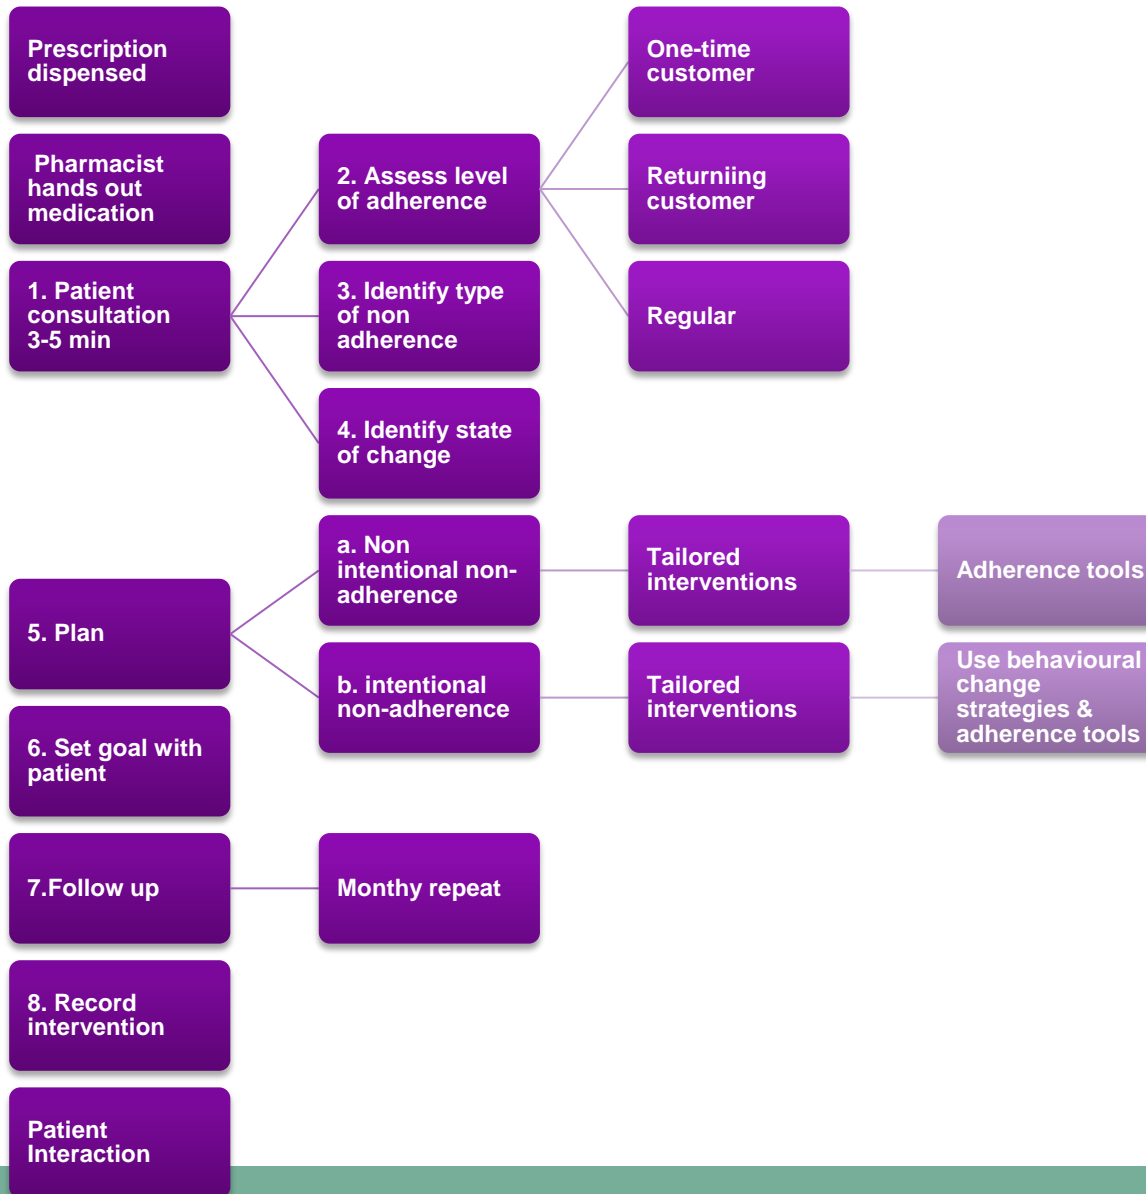 Prescription
dispensed
One-time
customer
Pharmacist
hands out
medication
2. Assess level
of adherence
Returniing
customer
1. Patient
consultation
3-5 min
3. Identify type
of non
adherence
Regular
4. Identify state
of change
5. Plan
a. Non
intentional non-
adherence
Tailored
interventions
Adherence tools
b. intentional
non-adherence
Tailored
interventions
Use behavioural
change
strategies &
adherence tools
6. Set goal with
patient
7.Follow up
Monthy repeat
8. Record
intervention
Patient
Interaction